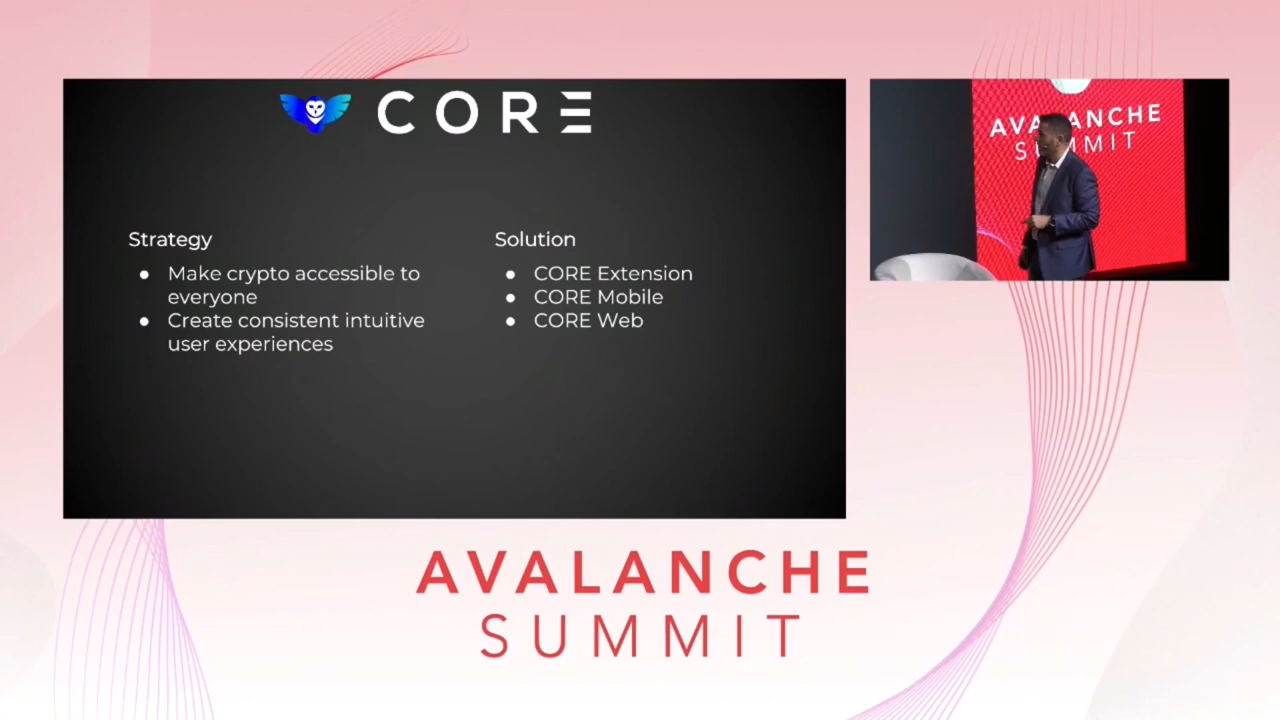 CORE
Strategy
● Make crypto accessible to
everyone
● Create consistent intuitive
user experiences
Solution
● CORE Extension
● CORE Mobile
● CORE Web
AVALANCHE
SUMMIT
AVALANCHE
SUMMIT